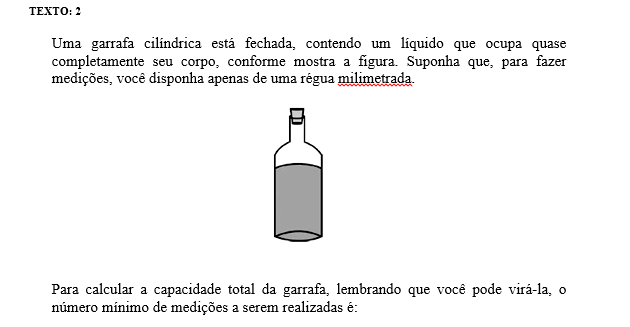 TEXTO: 2
Uma garrafa cilíndrica está fechada, contendo um líquido que ocupa quase
completamente seu corpo, conforme mostra a figura. Suponha que, para fazer
medições, você disponha apenas de uma régua milimetrada.
Para calcular a capacidade total da garrafa, lembrando que você pode virá-la, o
número mínimo de medições a serem realizadas é: